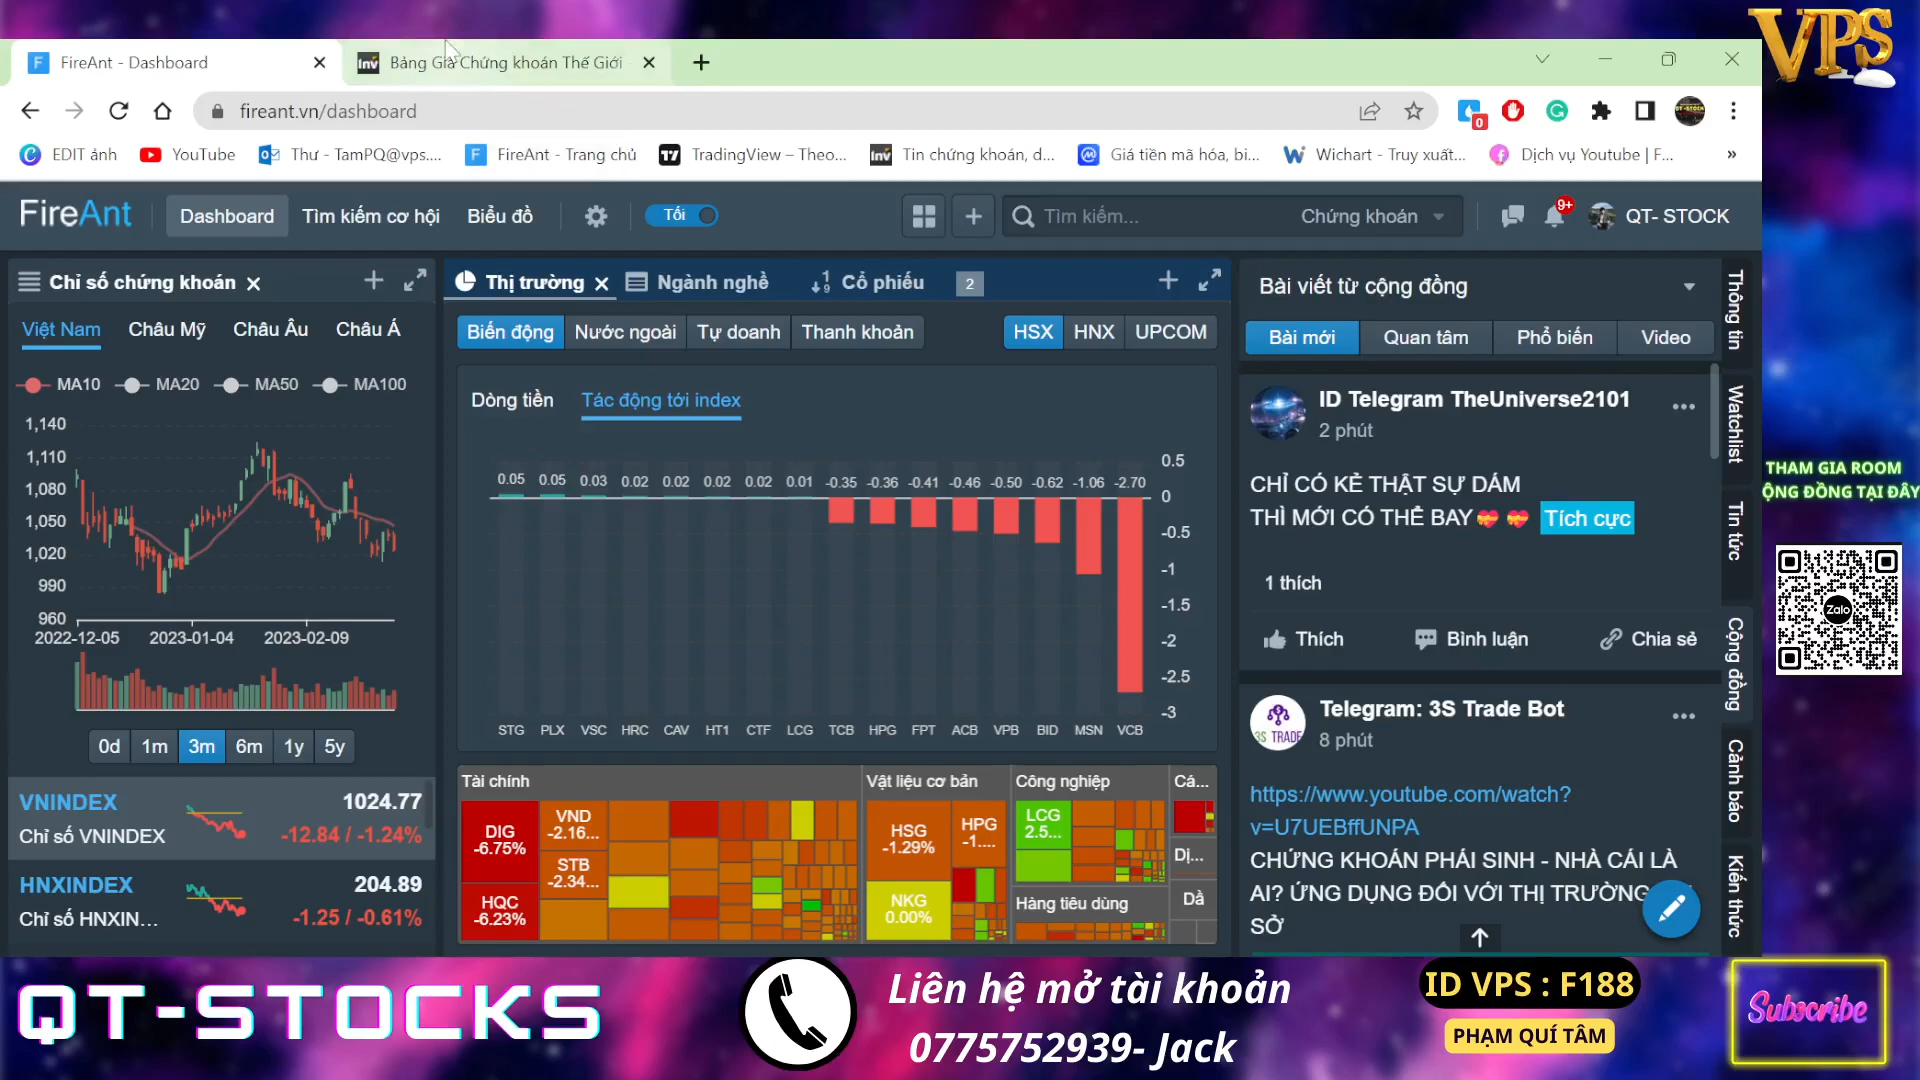 VPS
FireAnt - Dashboard
Bảng Giá Chứng khoán Thế Giới
fireant.vn/dashboard
0
EDIT ảnh
YouTube
Thư - TamPQ@vps....
FireAnt - Trang chủ
TradingView – Theo...
Inv
Tin chứng khoán, d...
Giá tiền mã hóa, bi...
Wichart - Truy xuất...
Dịch vụ Youtube | F...
»
FireAnt
Dashboard
Tìm kiếm cơ hội
Biểu đồ
Tối
Tìm kiếm...
Chứng khoán
9+
QT- STOCK
Chỉ số chứng khoán
Việt Nam
Châu Mỹ
Châu Âu
Châu Á
MA10
MA20
MA50
MA100
1,140
1,110
1,080
1,050
1,020
990
960
2022-12-05
2023-01-04
2023-02-09
0d
1m
3m
6m
1y
5y
VNINDEX
1024.77
Chỉ số VNINDEX
-12.84 / -1.24%
HNXINDEX
204.89
Chỉ số HNXIN...
-1.25 / -0.61%
Thị trường
Ngành nghề
Cổ phiếu
2
Biến động
Nước ngoài
Tự doanh
Thanh khoản
HSX
HNX
UPCOM
Dòng tiền
Tác động tới index
0.05
0.05
0.03
0.02
0.02
0.02
0.02
0.01
-0.35
-0.36
-0.41
-0.46
-0.50
-0.62
-1.06
-2.70
0.5
0
-0.5
-1
-1.5
-2
-2.5
-3
STG
PLX
VSC
HRC
CAV
HT1
CTF
LCG
TCB
HPG
FPT
ACB
VPB
BID
MSN
VCB
Tài chính
DIG
-6.75%
HQC
-6.23%
VND
-2.16...
STB
-2.34...
Vật liệu cơ bản
HSG
-1.29%
HPG
-1....
NKG
0.00%
Công nghiệp
LCG
2.5...
Hàng tiêu dùng
Cá...
Dị...
Dầ
Bài viết từ cộng đồng
Bài mới
Quan tâm
Phổ biến
Video
ID Telegram TheUniverse2101
2 phút
CHỈ CÓ KẺ THẬT SỰ DÁM
THÌ MỚI CÓ THỂ BAY💝 💝 Tích cực
1 thích
Thích
Bình luận
Chia sẻ
Telegram: 3S Trade Bot
8 phút
3S TRADE
https://www.youtube.com/watch?
v=U7UEBffUNPA
CHỨNG KHOÁN PHÁI SINH - NHÀ CÁI LÀ
AI? ỨNG DỤNG ĐỐI VỚI THỊ TRƯỜNG
SỞ
Thông tin
Watchlist
Tin tức
Cộng đồng
Cảnh báo
Kiến thức
THAM GIA ROOM
ỘNG ĐỒNG TẠI ĐÂY
Zalo
QT-STOCKS
Liên hệ mở tài khoản
0775752939- Jack
ID VPS : F188
PHẠM QUÍ TÂM
Subscribe